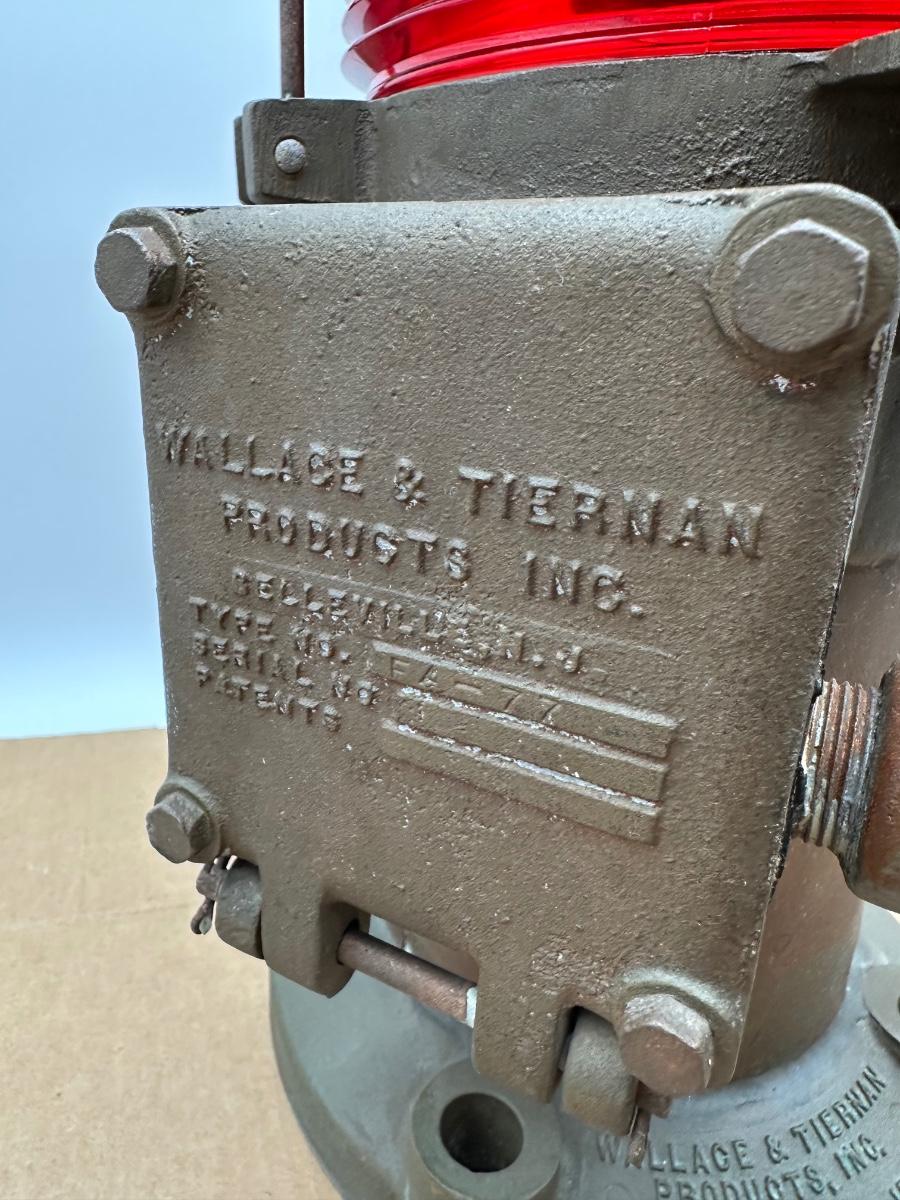 WALLACE & TIERNAN
PRODUCTS INC.
BELLEVILLE, N.J.
TYPE NO. FA-77
SERIAL NO
PATENTS
WALLACE & TIERNAN
PRODUCTS, INC.